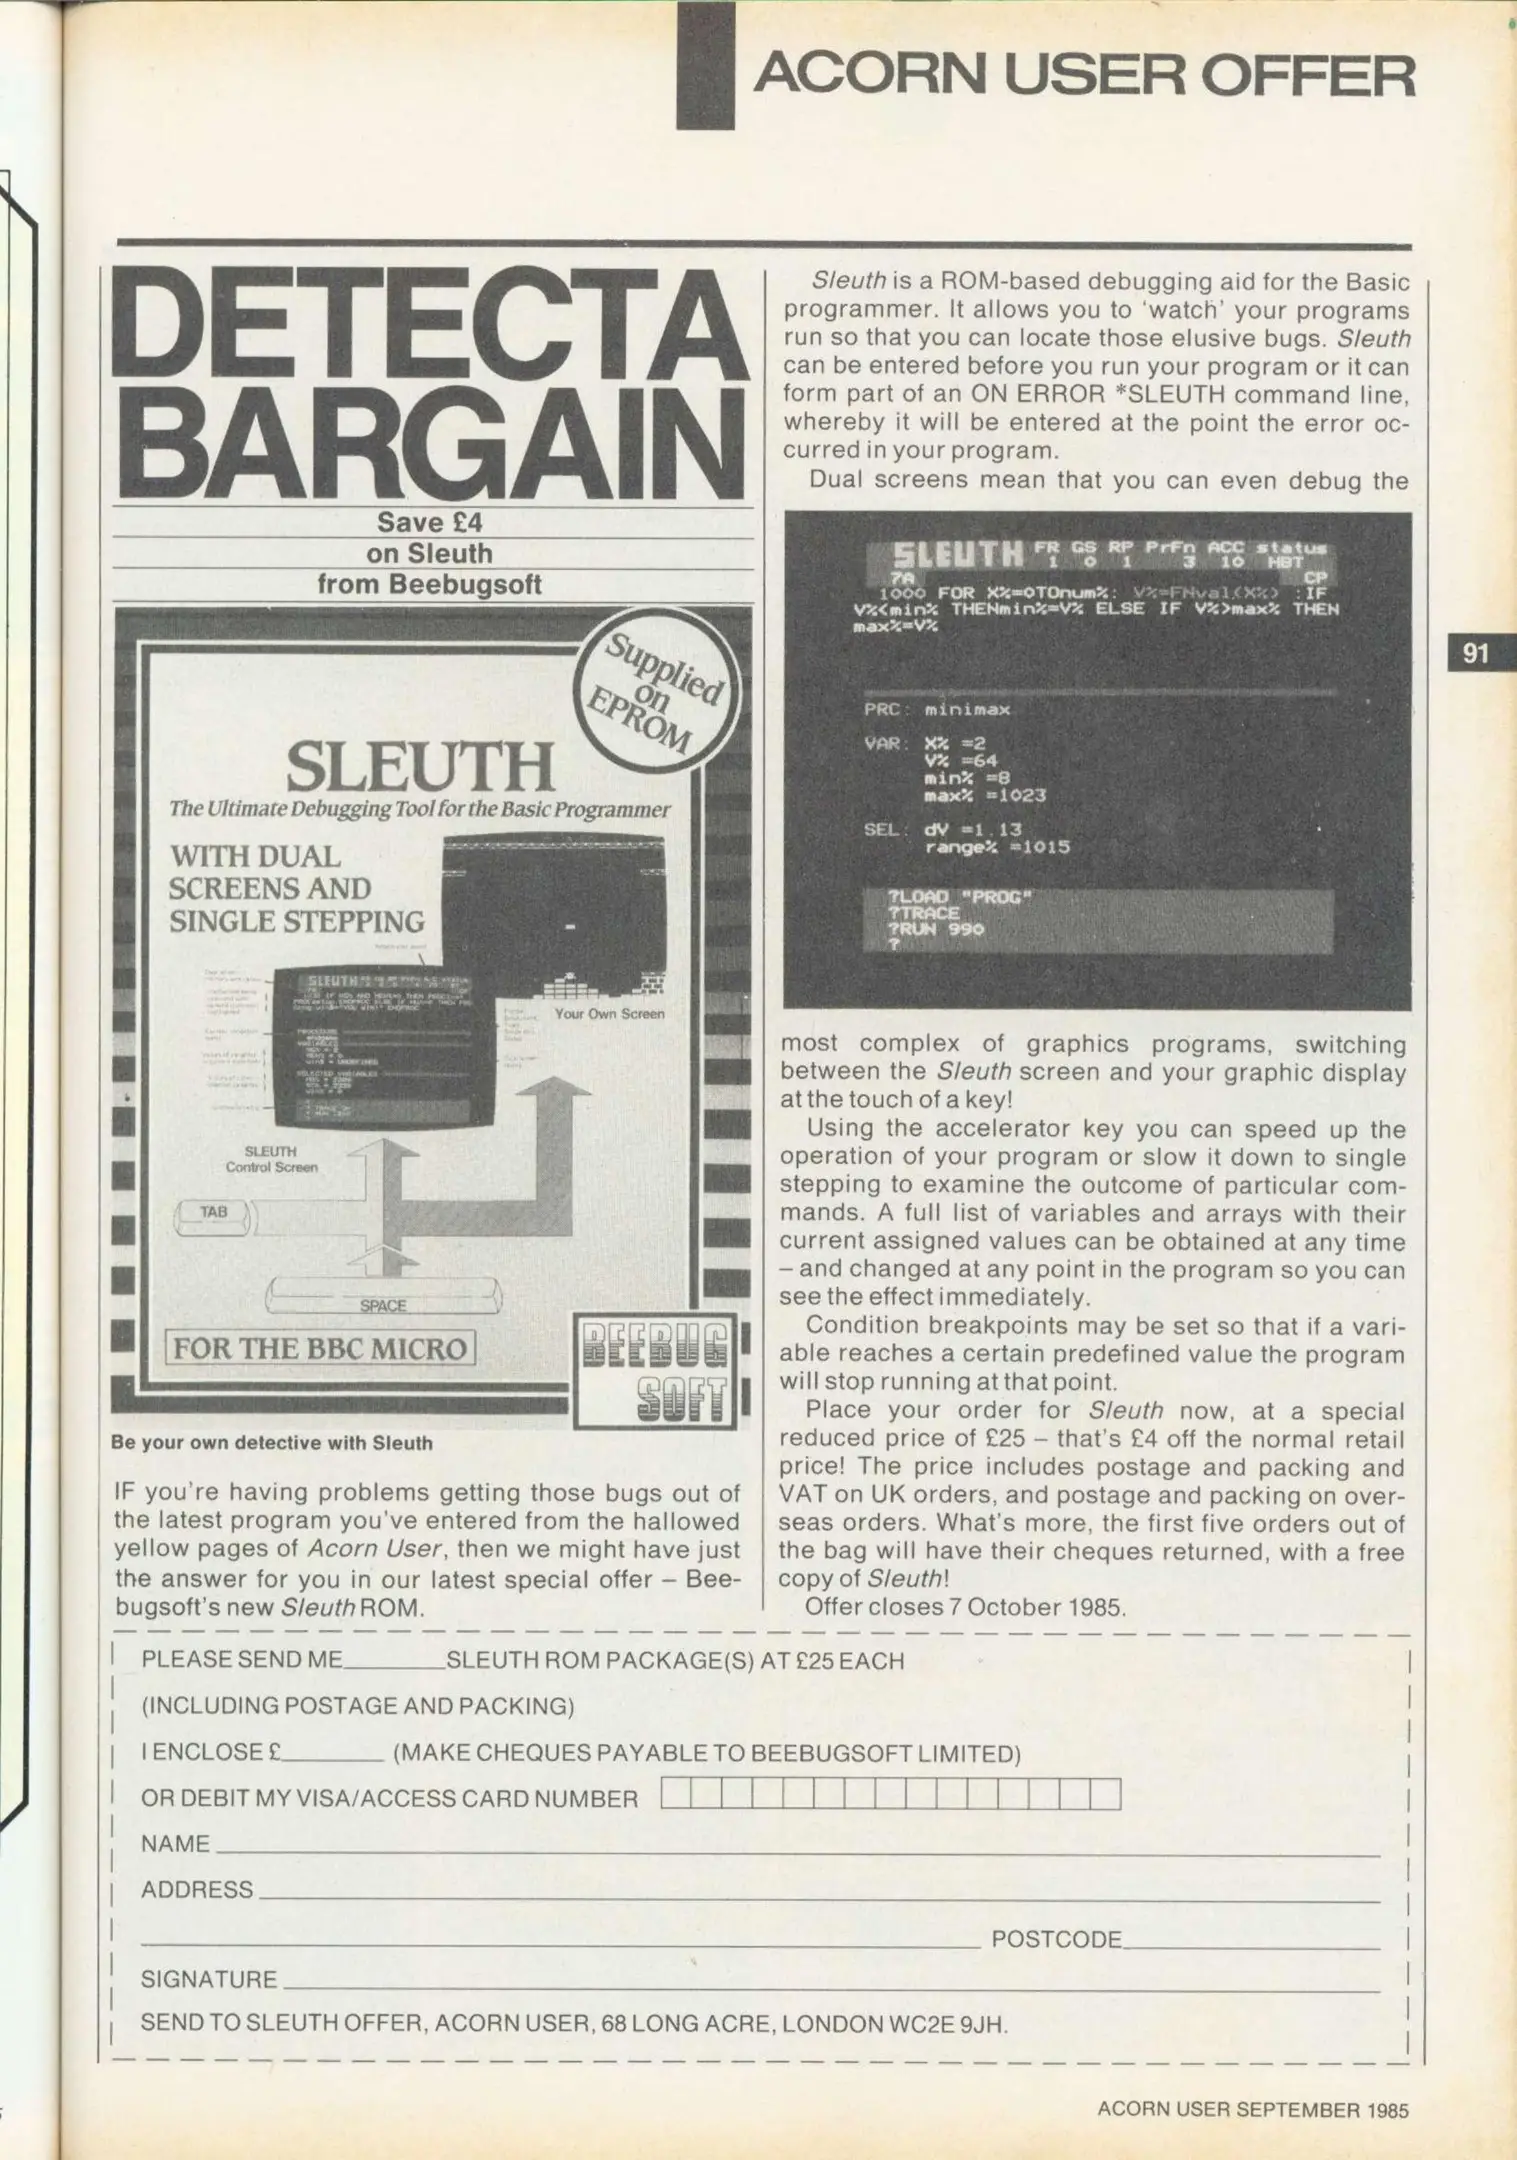 ACORN USER OFFER
DETECTA
BARGAIN
Save £4
on Sleuth
from Beebugsoft
Supplied
on
EPROM
SLEUTH
The Ultimate Debugging Tool for the Basic Programmer
WITH DUAL
SCREENS AND
SINGLE STEPPING
SLEUTH
Your Own Screen
SLEUTH
Control Screen
TAB
SPACE
FOR THE BBC MICRO
BEEBUG
SOFT
Be your own detective with Sleuth
IF you're having problems getting those bugs out of
the latest program you've entered from the hallowed
yellow pages of Acorn User, then we might have just
the answer for you in our latest special offer – Bee-
bugsoft's new Sleuth ROM.
Sleuth is a ROM-based debugging aid for the Basic
programmer. It allows you to 'watch' your programs
run so that you can locate those elusive bugs. Sleuth
can be entered before you run your program or it can
form part of an ON ERROR *SLEUTH command line,
whereby it will be entered at the point the error oc-
curred in your program.
Dual screens mean that you can even debug the
SLEUTH FR GS RP PrFn ACC status
1 0 1 3 10 HBT
7A CP
1000 FOR X%=0TOnum%: V%=FNval(X%) :IF
V%<min% THENmin%=V% ELSE IF V%>max% THEN
max%=V%
PRC: minimax
VAR: X% =2
V% =64
min% =8
max% =1023
SEL: dV =1.13
range% =1015
?LOAD "PROG"
?TRACE
?RUN 990
?
most complex of graphics programs, switching
between the Sleuth screen and your graphic display
at the touch of a key!
Using the accelerator key you can speed up the
operation of your program or slow it down to single
stepping to examine the outcome of particular com-
mands. A full list of variables and arrays with their
current assigned values can be obtained at any time
– and changed at any point in the program so you can
see the effect immediately.
Condition breakpoints may be set so that if a vari-
able reaches a certain predefined value the program
will stop running at that point.
Place your order for Sleuth now, at a special
reduced price of £25 – that's £4 off the normal retail
price! The price includes postage and packing and
VAT on UK orders, and postage and packing on over-
seas orders. What's more, the first five orders out of
the bag will have their cheques returned, with a free
copy of Sleuth!
Offer closes 7 October 1985.
91
PLEASE SEND ME SLEUTH ROM PACKAGE(S) AT £25 EACH
(INCLUDING POSTAGE AND PACKING)
I ENCLOSE £ (MAKE CHEQUES PAYABLE TO BEEBUGSOFT LIMITED)
OR DEBIT MY VISA/ACCESS CARD NUMBER
NAME
ADDRESS
POSTCODE
SIGNATURE
SEND TO SLEUTH OFFER, ACORN USER, 68 LONG ACRE, LONDON WC2E 9JH.
ACORN USER SEPTEMBER 1985